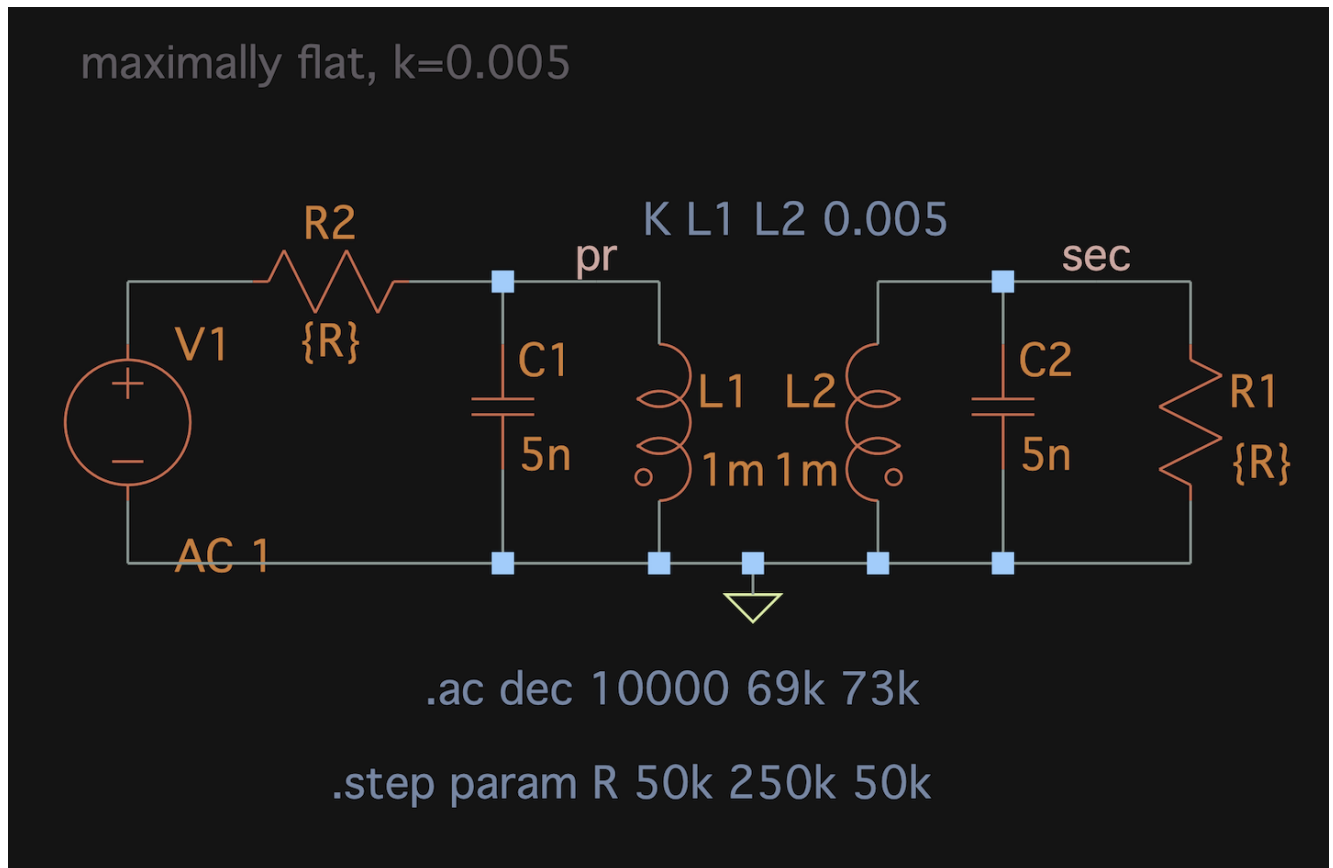 maximally flat, k=0.005
K L1 L2 0.005
R2
pr
sec
{R}
V1
C1
C2
L1
L2
R1
5n
1m
1m
5n
{R}
AC 1
.ac dec 10000 69k 73k
.step param R 50k 250k 50k